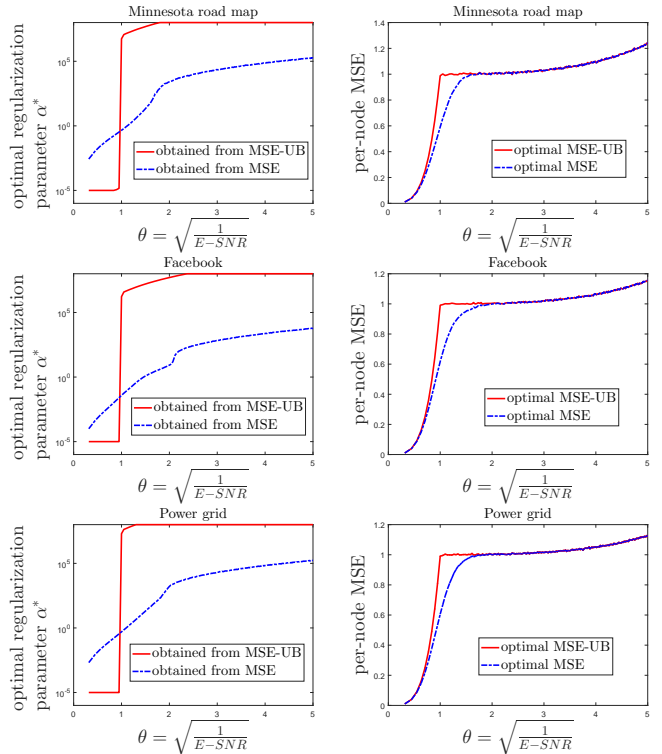 Minnesota road map
optimal regularization
parameter α*
10^5
10^0
10^-5
obtained from MSE-UB
obtained from MSE
0 1 2 3 4 5
θ = √(1/E−SNR)
Minnesota road map
per-node MSE
1.4
1.2
1
0.8
0.6
0.4
0.2
0
optimal MSE-UB
optimal MSE
0 1 2 3 4 5
θ = √(1/E−SNR)
Facebook
optimal regularization
parameter α*
10^5
10^0
10^-5
obtained from MSE-UB
obtained from MSE
0 1 2 3 4 5
θ = √(1/E−SNR)
Facebook
per-node MSE
1.2
1
0.8
0.6
0.4
0.2
0
optimal MSE-UB
optimal MSE
0 1 2 3 4 5
θ = √(1/E−SNR)
Power grid
optimal regularization
parameter α*
10^5
10^0
10^-5
obtained from MSE-UB
obtained from MSE
0 1 2 3 4 5
θ = √(1/E−SNR)
Power grid
per-node MSE
1.2
1
0.8
0.6
0.4
0.2
0
optimal MSE-UB
optimal MSE
0 1 2 3 4 5
θ = √(1/E−SNR)